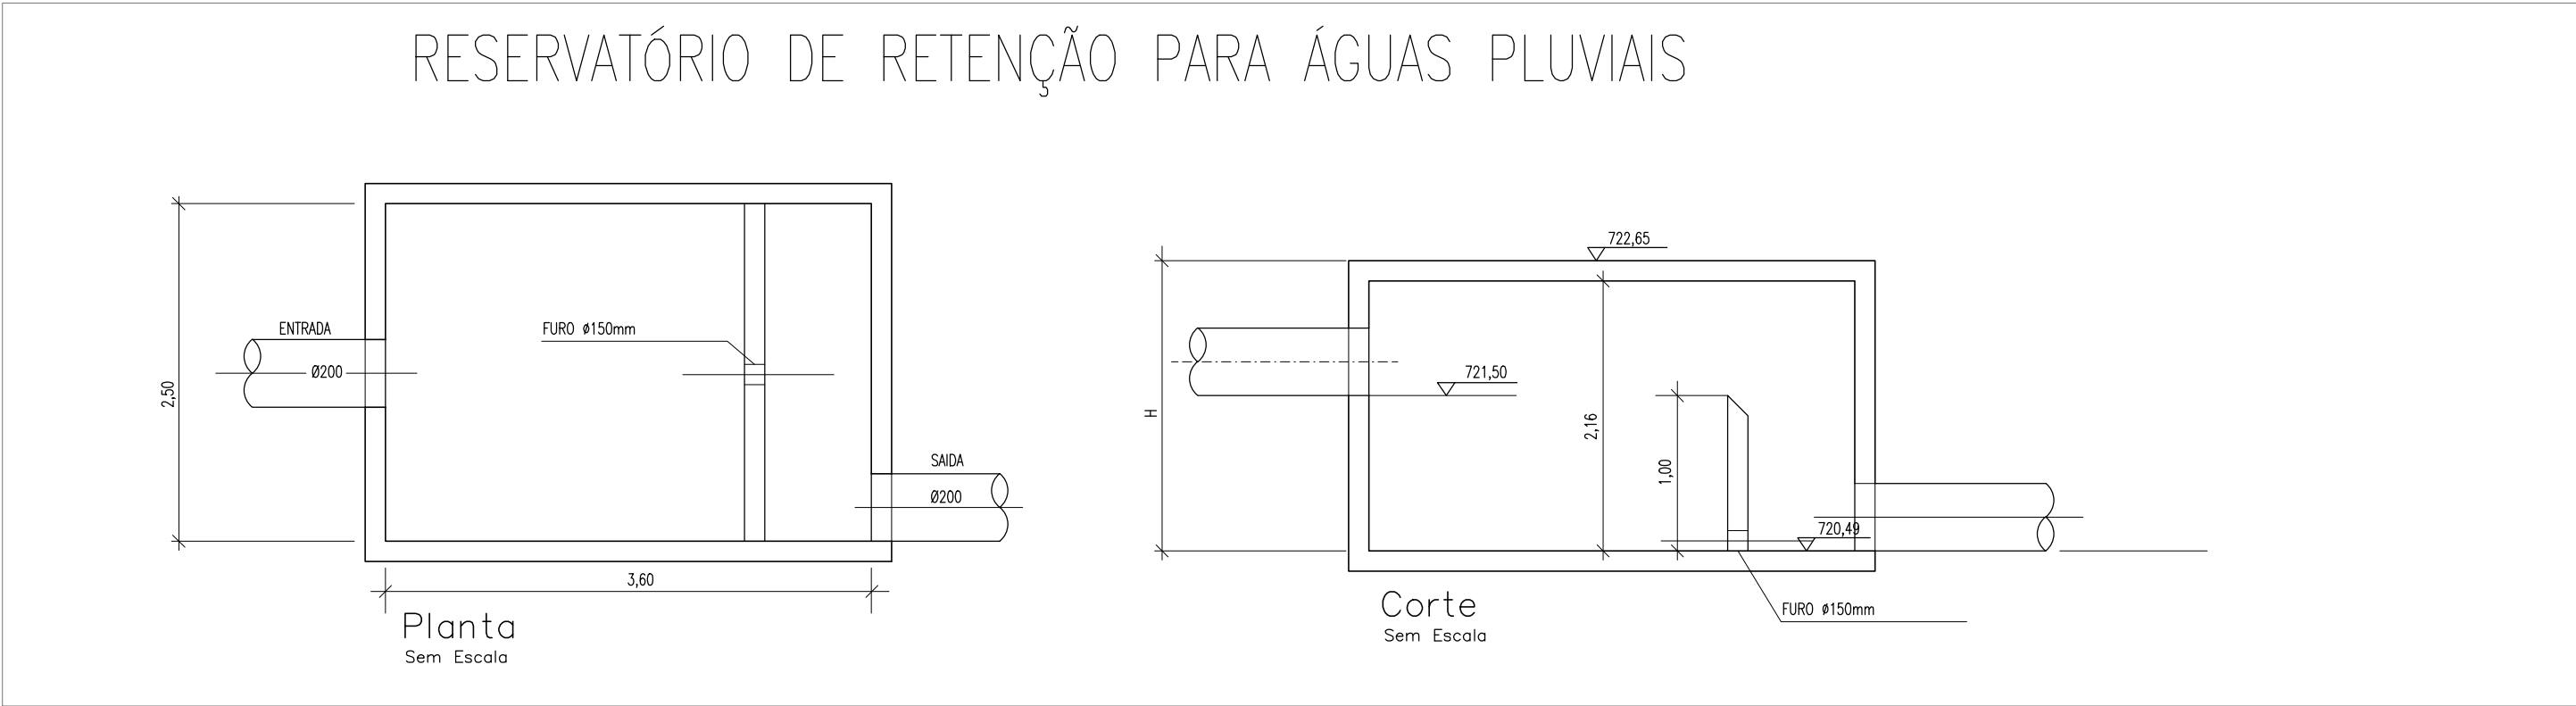 RESERVATÓRIO DE RETENÇÃO PARA ÁGUAS PLUVIAIS
2,50
ENTRADA
Ø200
FURO ø150mm
SAIDA
Ø200
3,60
Planta
Sem Escala
722,65
H
721,50
2,16
1,00
720,49
FURO ø150mm
Corte
Sem Escala